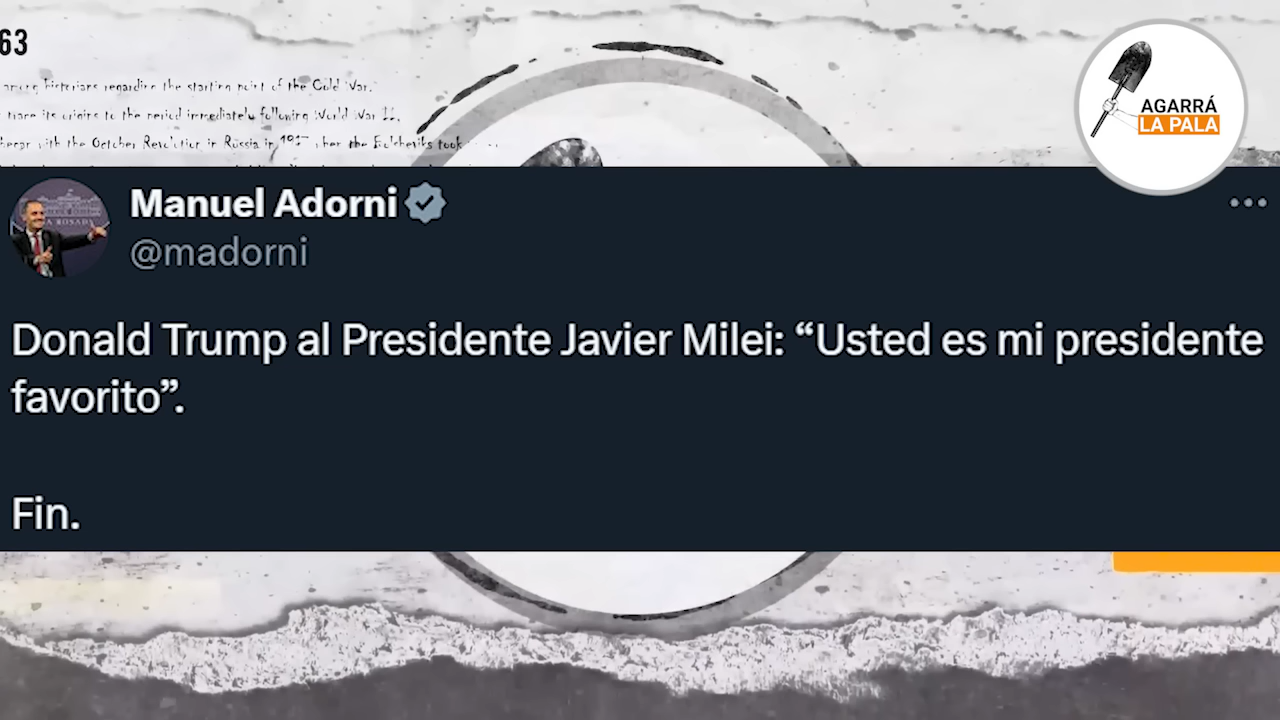 63
among historians regarding the starting point of the Cold War.
trace its origins to the period immediately following World War II,
with the October Revolution in Russia in 1917 when the Bolsheviks took
AGARRÁ
LA PALA
Manuel Adorni
@madorni
Donald Trump al Presidente Javier Milei: “Usted es mi presidente
favorito”.
Fin.